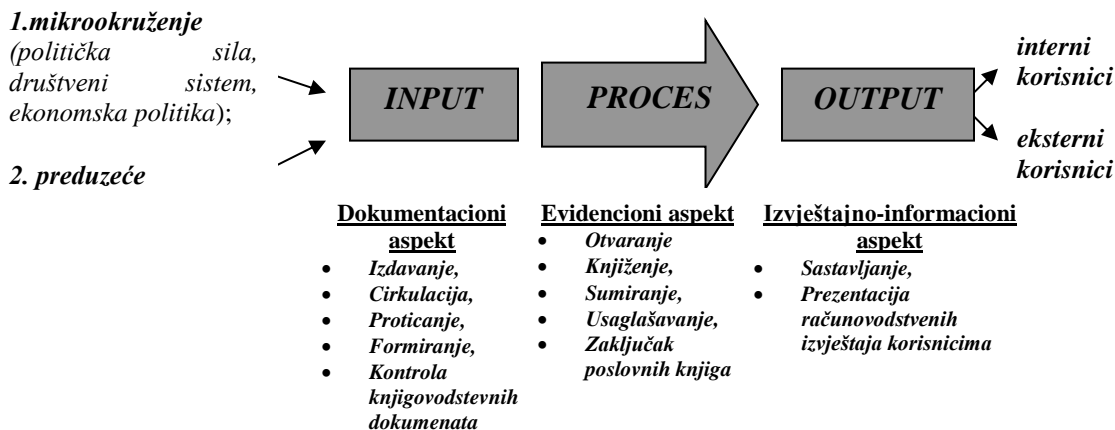 1.mikrookruženje
(politička sila,
društveni sistem,
ekonomska politika);
2. preduzeće
INPUT
PROCES
OUTPUT
interni
korisnici
eksterni
korisnici
Dokumentacioni
aspekt
• Izdavanje,
• Cirkulacija,
• Proticanje,
• Formiranje,
• Kontrola
knjigovodstevnih
dokumenata
Evidencioni aspekt
• Otvaranje
• Knjiženje,
• Sumiranje,
• Usaglašavanje,
• Zaključak
poslovnih knjiga
Izvještajno-informacioni
aspekt
• Sastavljanje,
• Prezentacija
računovodstvenih
izvještaja korisnicima